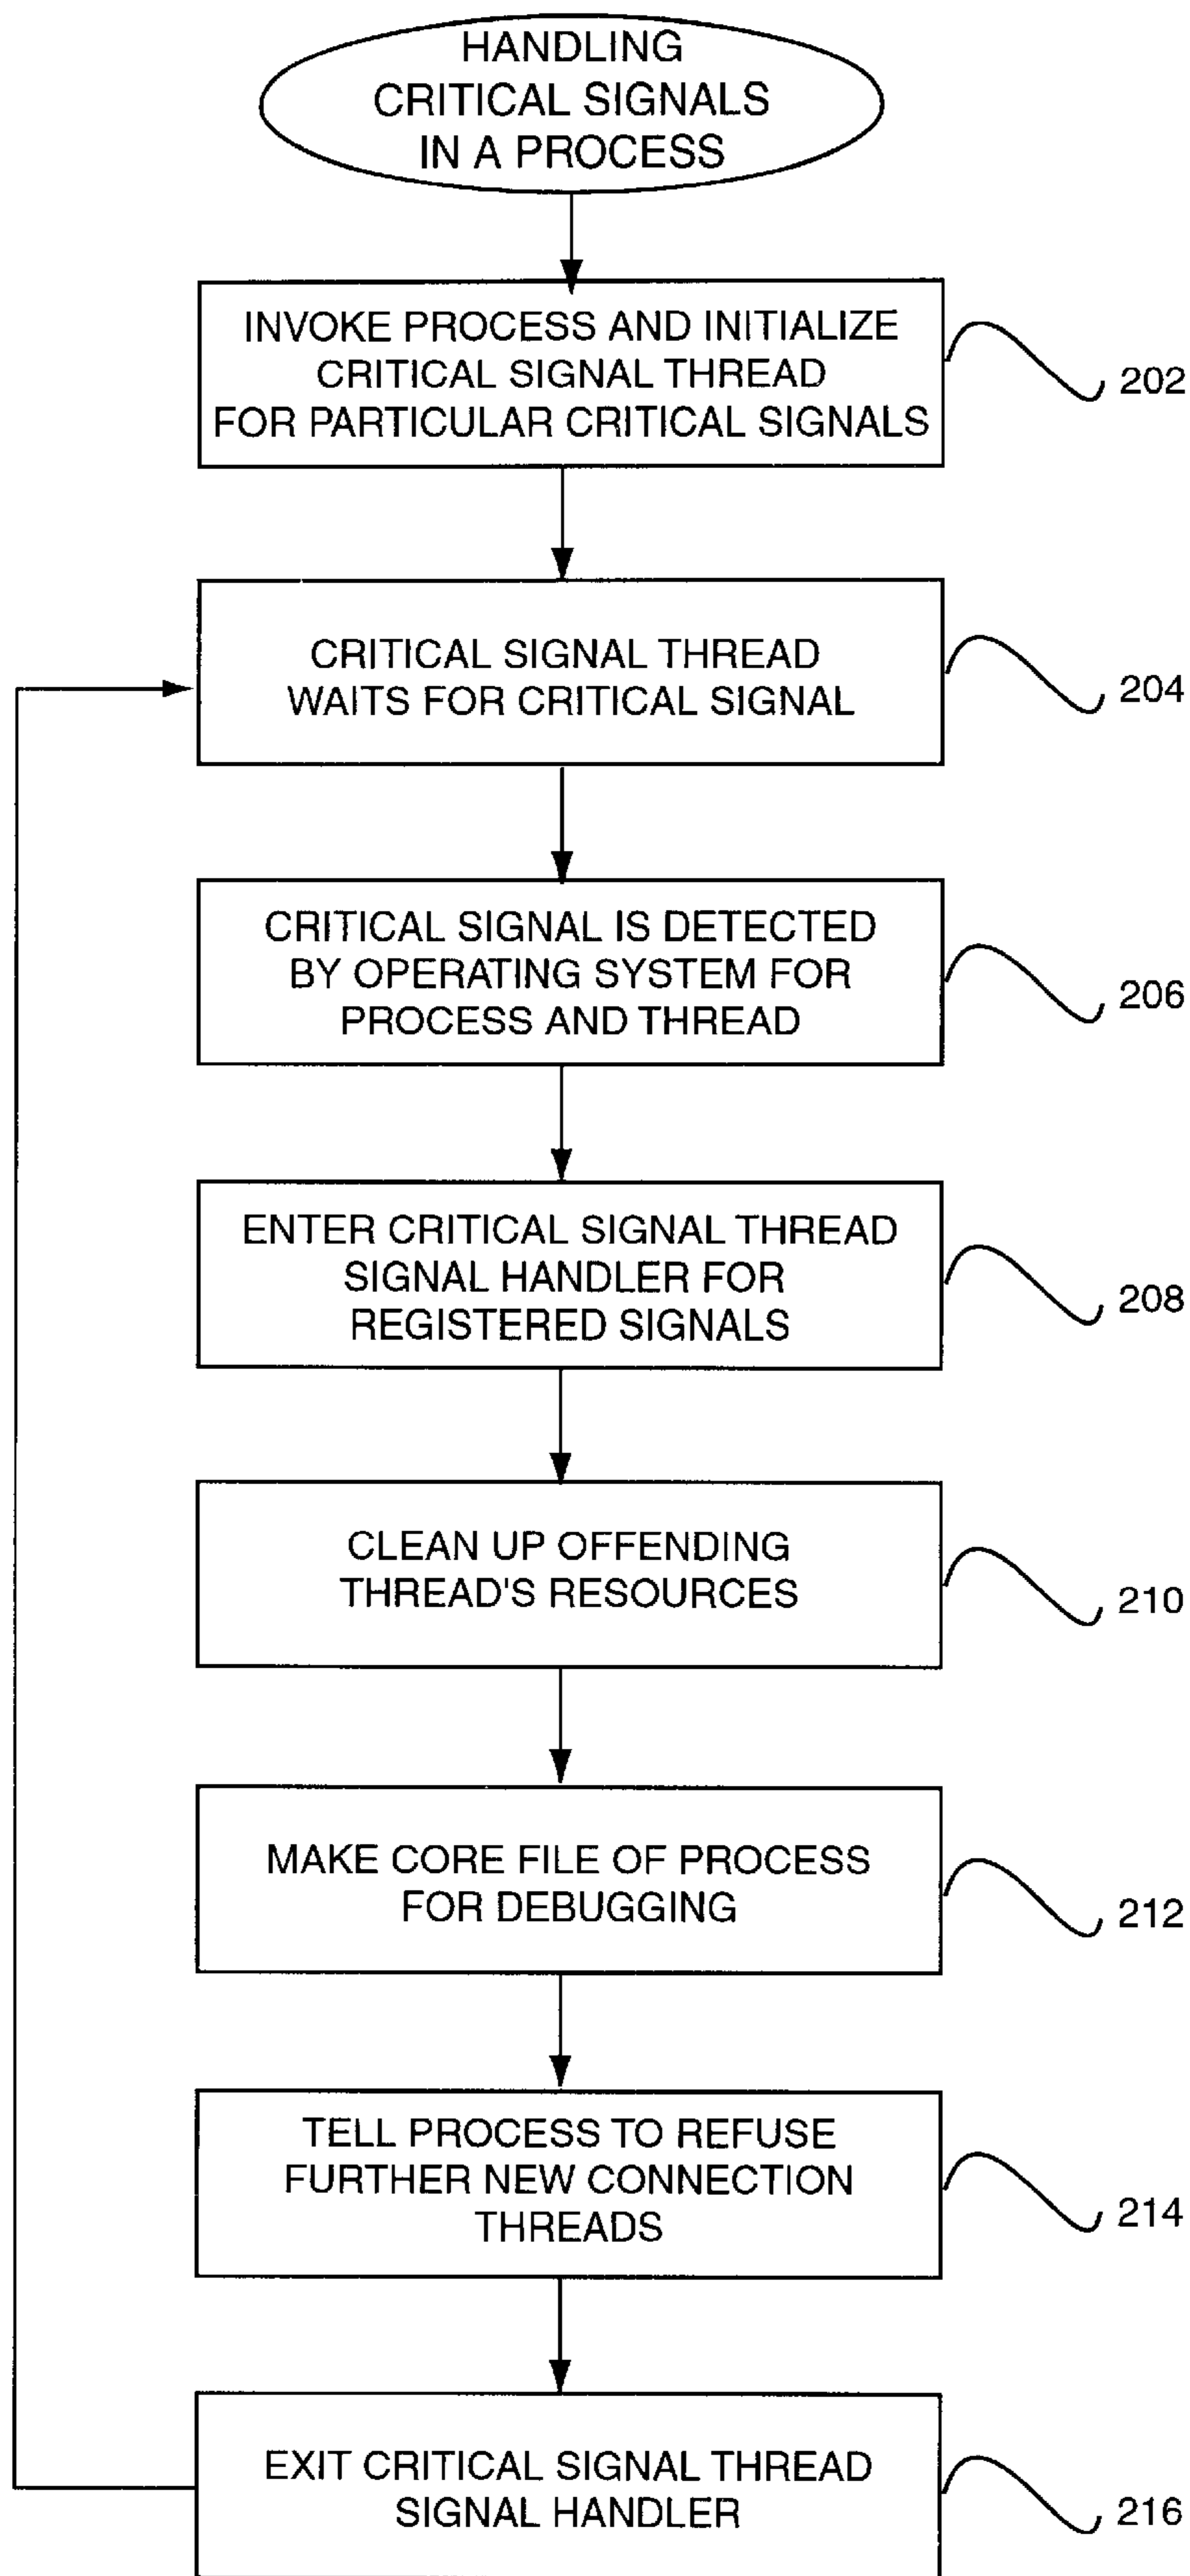 HANDLING
CRITICAL SIGNALS
IN A PROCESS
INVOKE PROCESS AND INITIALIZE
CRITICAL SIGNAL THREAD
FOR PARTICULAR CRITICAL SIGNALS
202
CRITICAL SIGNAL THREAD
WAITS FOR CRITICAL SIGNAL
204
CRITICAL SIGNAL IS DETECTED
BY OPERATING SYSTEM FOR
PROCESS AND THREAD
206
ENTER CRITICAL SIGNAL THREAD
SIGNAL HANDLER FOR
REGISTERED SIGNALS
208
CLEAN UP OFFENDING
THREAD'S RESOURCES
210
MAKE CORE FILE OF PROCESS
FOR DEBUGGING
212
TELL PROCESS TO REFUSE
FURTHER NEW CONNECTION
THREADS
214
EXIT CRITICAL SIGNAL THREAD
SIGNAL HANDLER
216